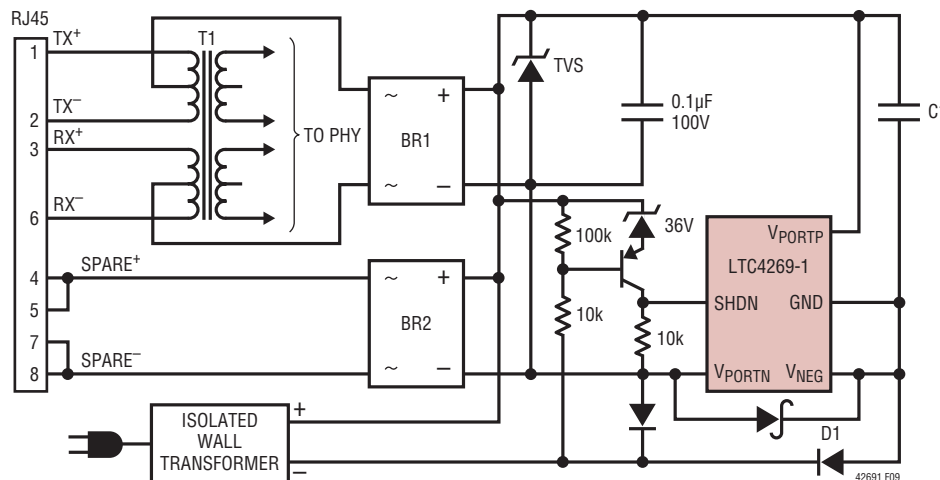 RJ45
1 TX+
2 TX–
3 RX+
6 RX–
4 SPARE+
5
7
8 SPARE–
T1
TO PHY
~ +
BR1
~ –
~ +
BR2
~ –
TVS
0.1µF
100V
C1
100k
36V
10k
10k
VPORTP
LTC4269-1
SHDN GND
VPORTN VNEG
D1
ISOLATED
WALL
TRANSFORMER
+
–
42691 F09